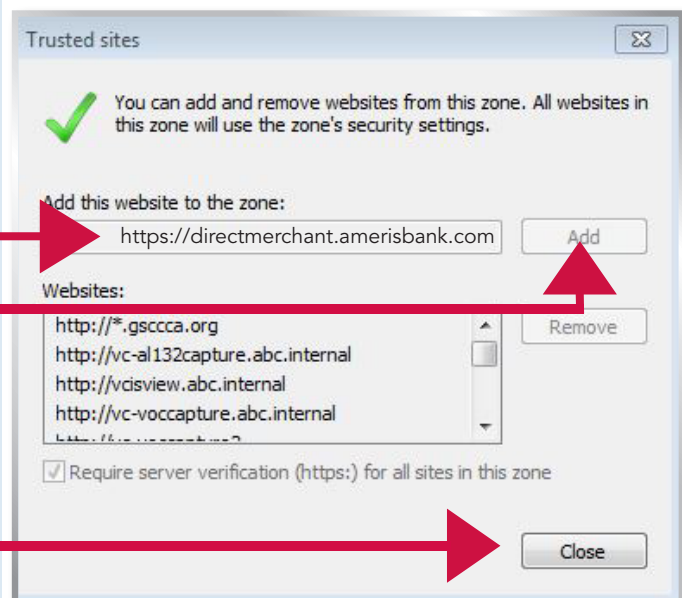 Trusted sites
You can add and remove websites from this zone. All websites in
this zone will use the zone's security settings.
Add this website to the zone:
https://directmerchant.amerisbank.com
Add
Websites:
http://*.gsccca.org
http://vc-al132capture.abc.internal
http://vcisview.abc.internal
http://vc-voccapture.abc.internal
Remove
Require server verification (https:) for all sites in this zone
Close